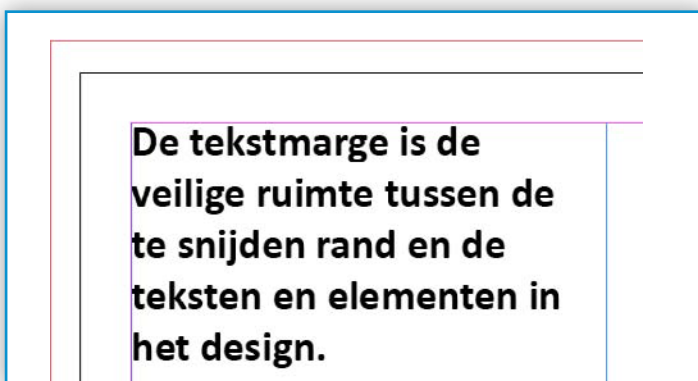 De tekstmarge is de
veilige ruimte tussen de
te snijden rand en de
teksten en elementen in
het design.